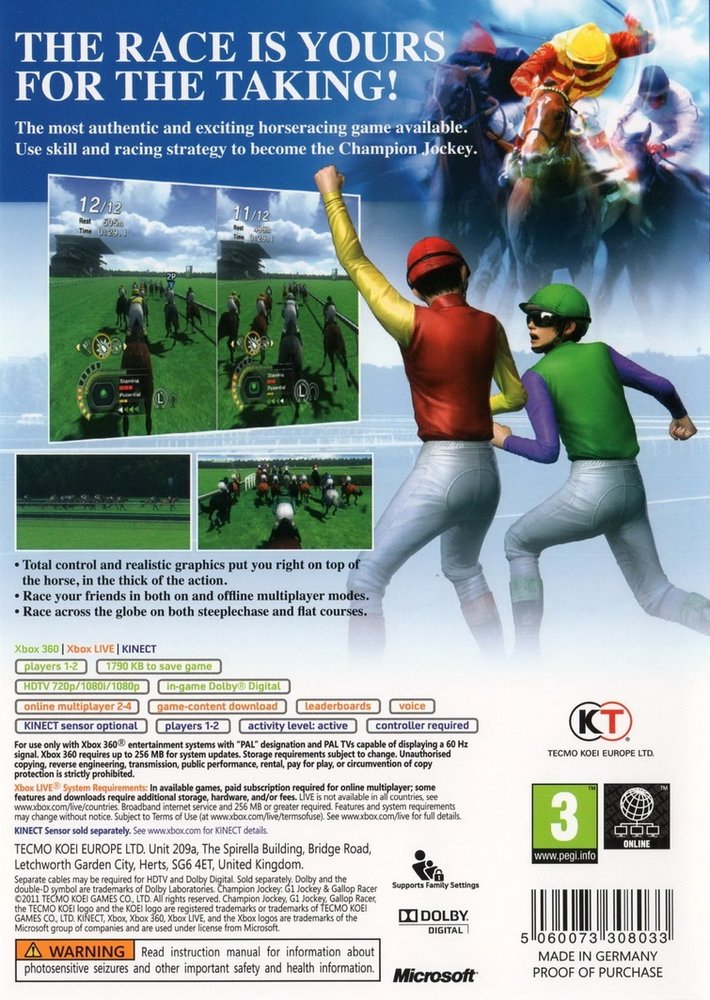 THE RACE IS YOURS
FOR THE TAKING!
The most authentic and exciting horseracing game available.
Use skill and racing strategy to become the Champion Jockey.
12/12
Rest 505m
Time 0:29.1
2P
Stamina
Potential
L
11/12
Rest
Time 0:29.1
Stamina
Potential
L
• Total control and realistic graphics put you right on top of
the horse, in the thick of the action.
• Race your friends in both on and offline multiplayer modes.
• Race across the globe on both steeplechase and flat courses.
Xbox 360 | Xbox LIVE | KINECT
players 1-2 1790 KB to save game
HDTV 720p/1080i/1080p in-game Dolby® Digital
online multiplayer 2-4 game-content download leaderboards voice
KINECT sensor optional players 1-2 activity level: active controller required
For use only with Xbox 360® entertainment systems with "PAL" designation and PAL TVs capable of displaying a 60 Hz
signal. Xbox 360 requires up to 256 MB for system updates. Storage requirements subject to change. Unauthorised
copying, reverse engineering, transmission, public performance, rental, pay for play, or circumvention of copy
protection is strictly prohibited.
Xbox LIVE® System Requirements: In available games, paid subscription required for online multiplayer; some
features and downloads require additional storage, hardware, and/or fees. LIVE is not available in all countries, see
www.xbox.com/live/countries. Broadband internet service and 256 MB or greater required. Features and system requirements
may change without notice. Subject to Terms of Use (at www.xbox.com/live/termsofuse). See www.xbox.com/live for full details.
KINECT Sensor sold separately. See www.xbox.com for KINECT details.
TECMO KOEI EUROPE LTD. Unit 209a, The Spirella Building, Bridge Road,
Letchworth Garden City, Herts, SG6 4ET, United Kingdom.
Separate cables may be required for HDTV and Dolby Digital. Sold separately. Dolby and the
double-D symbol are trademarks of Dolby Laboratories. Champion Jockey: G1 Jockey & Gallop Racer
©2011 TECMO KOEI GAMES CO., LTD. All rights reserved. Champion Jockey, G1 Jockey, Gallop Racer,
the TECMO KOEI logo and the KOEI logo are registered trademarks or trademarks of TECMO KOEI
GAMES CO., LTD. KINECT, Xbox, Xbox 360, Xbox LIVE, and the Xbox logos are trademarks of the
Microsoft group of companies and are used under license from Microsoft.
WARNING Read instruction manual for information about
photosensitive seizures and other important safety and health information.
KT
TECMO KOEI EUROPE LTD.
3
www.pegi.info
ONLINE
Supports Family Settings
DOLBY
DIGITAL
Microsoft
5 060073 308033
MADE IN GERMANY
PROOF OF PURCHASE